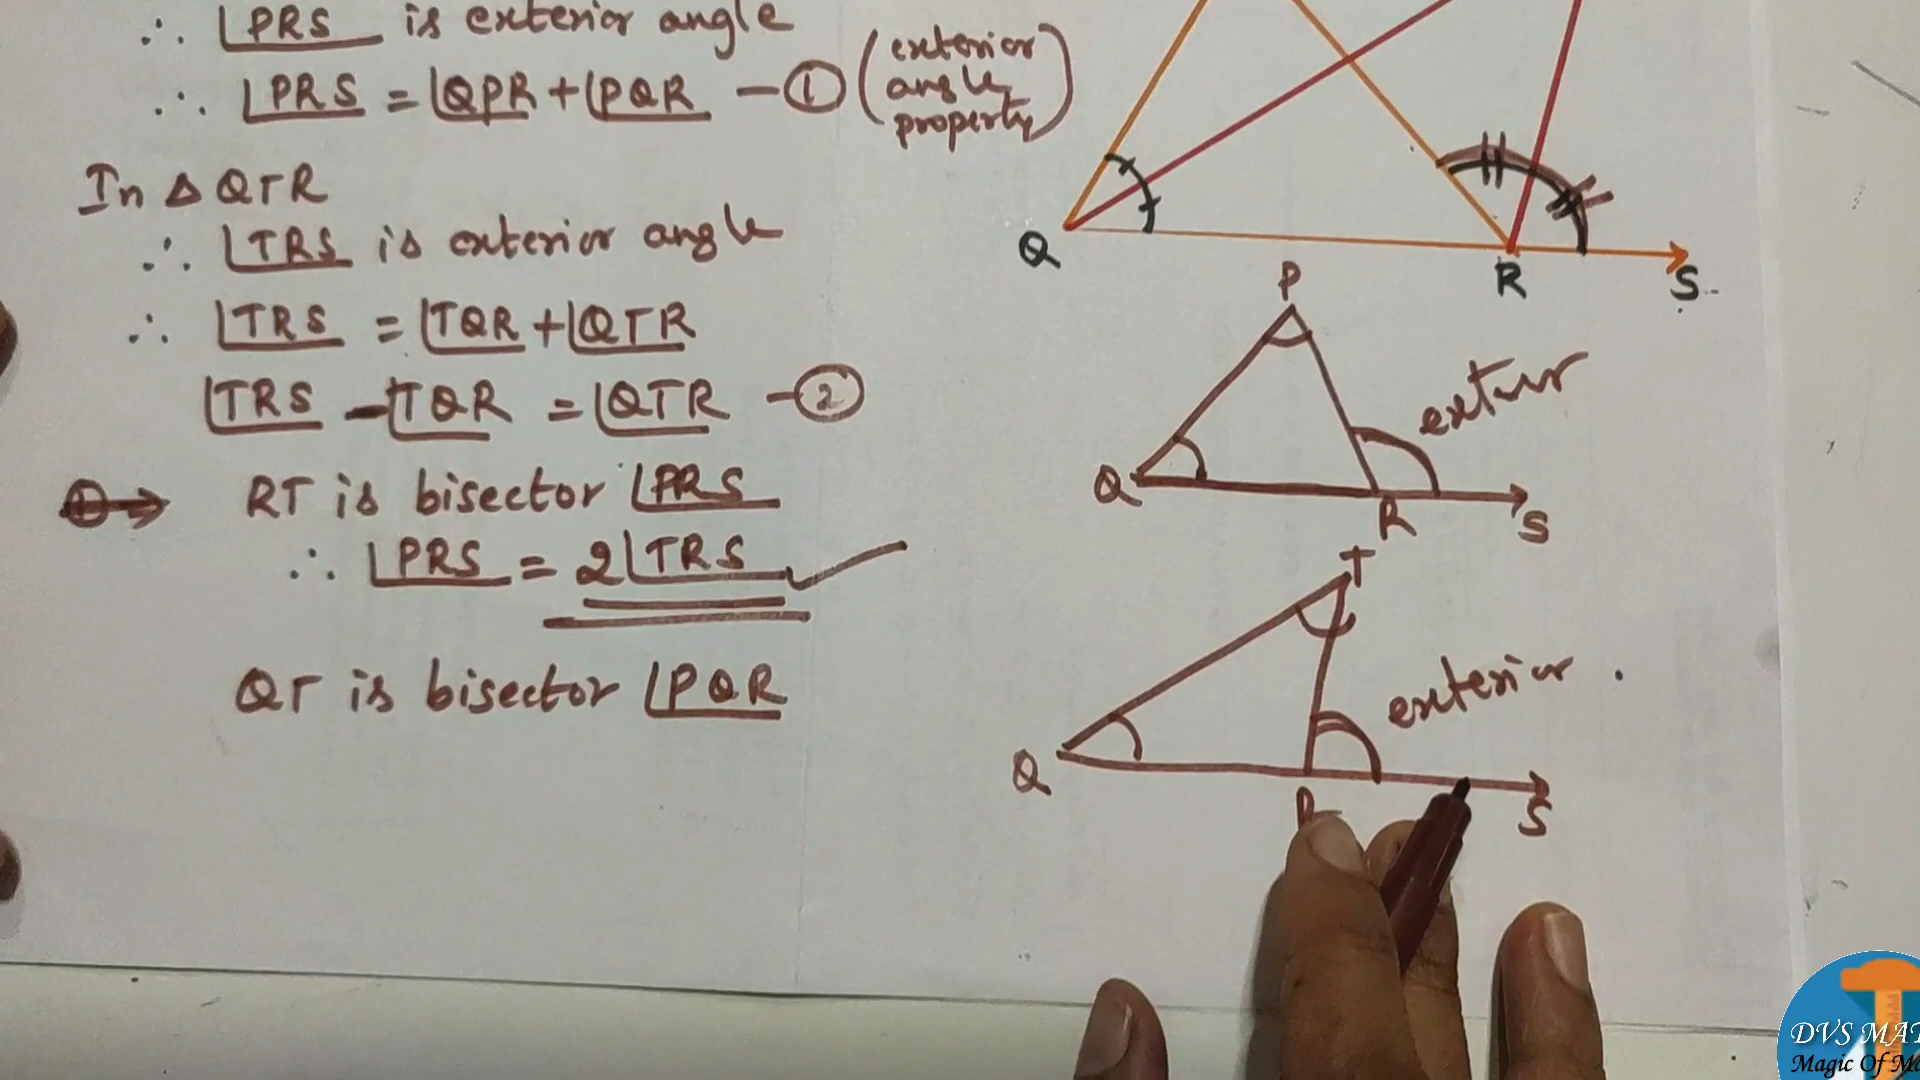 ∴ ∠PRS is exterior angle
∴ ∠PRS = ∠QPR + ∠PQR — ① (exterior angle property)
In Δ QTR
∴ ∠TRS is exterior angle
∴ ∠TRS = ∠TQR + ∠QTR
∠TRS - ∠TQR = ∠QTR — ②
①→ RT is bisector ∠PRS
∴ ∠PRS = 2∠TRS
QT is bisector ∠PQR
Q
R
S
P
Q
R
S
extiur
T
Q
R
S
exterior
DVS MA
Magic Of M